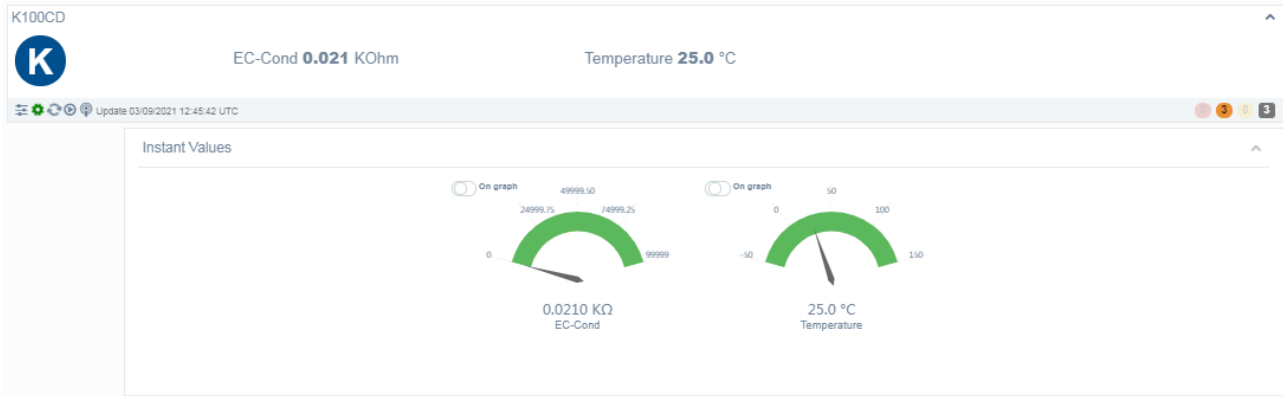 K100CD
K
EC-Cond 0.021 KOhm
Temperature 25.0 °C
Update 03/09/2021 12:45:42 UTC
0 3 0 3
Instant Values
On graph
49999.50
24999.75
74999.25
0
99999
0.0210 KΩ
EC-Cond
On graph
50
0
100
-50
150
25.0 °C
Temperature